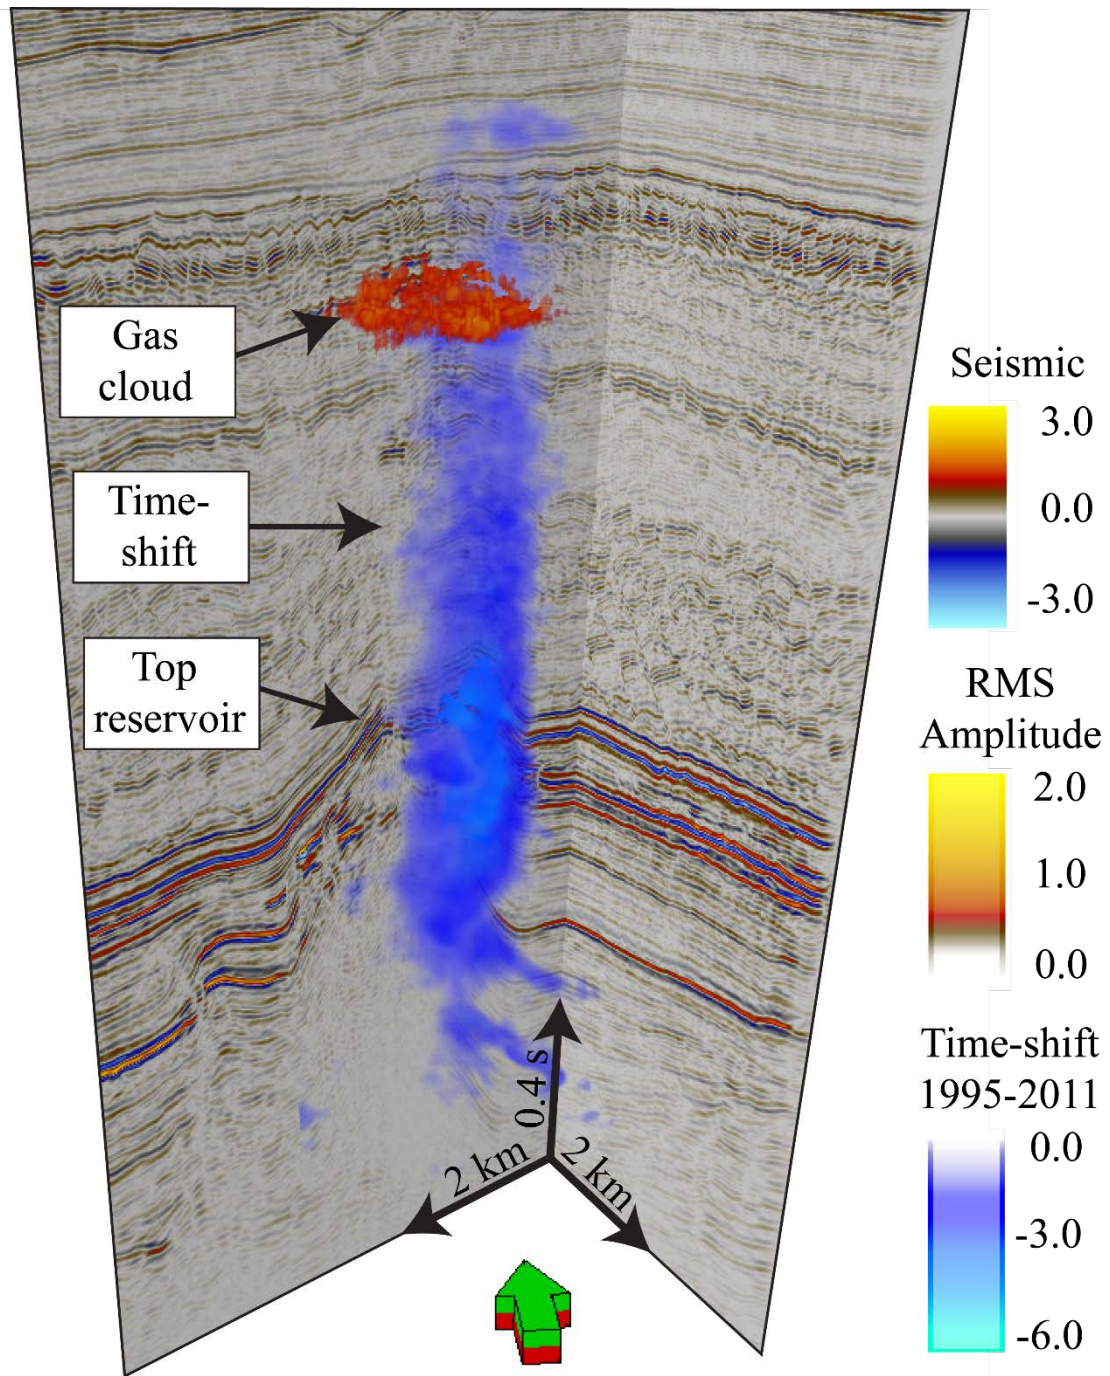 Gas
cloud
Time-
shift
Top
reservoir
0.4 s
2 km
2 km
Seismic
3.0
0.0
-3.0
RMS
Amplitude
2.0
1.0
0.0
Time-shift
1995-2011
0.0
-3.0
-6.0